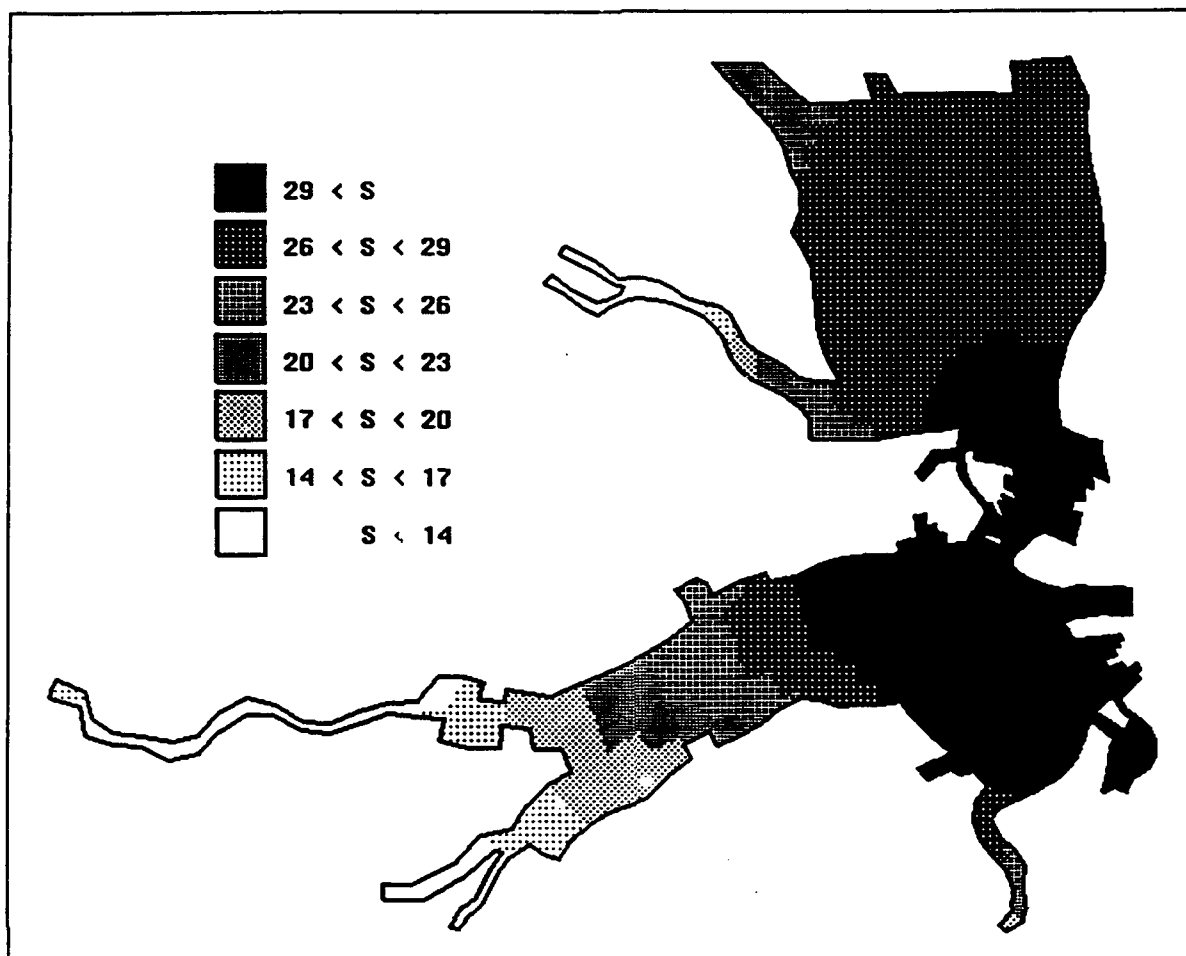 29 < S
26 < S < 29
23 < S < 26
20 < S < 23
17 < S < 20
14 < S < 17
S < 14